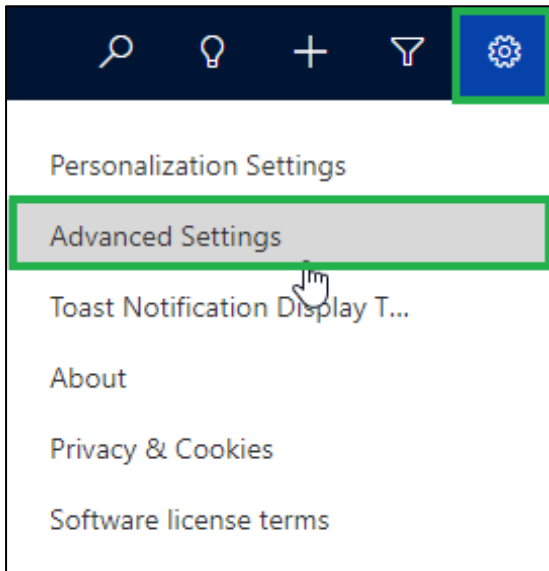 Personalization Settings
Advanced Settings
Toast Notification Display T...
About
Privacy & Cookies
Software license terms